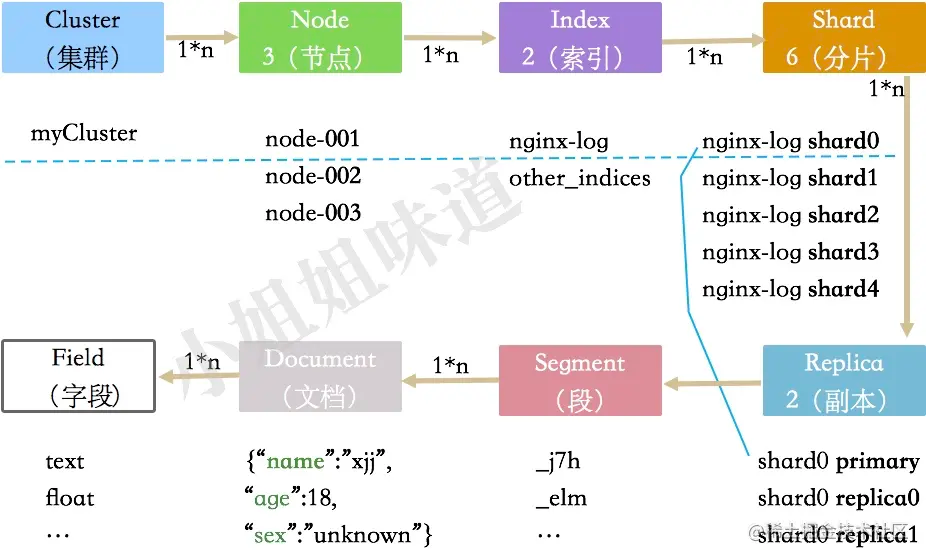 Cluster
(集群)
1*n
Node
3(节点)
1*n
Index
2(索引)
1*n
Shard
6(分片)
1*n
myCluster
node-001
node-002
node-003
nginx-log
other_indices
nginx-log shard0
nginx-log shard1
nginx-log shard2
nginx-log shard3
nginx-log shard4
小姐姐味道
Replica
2(副本)
Segment
(段)
1*n
Document
(文档)
1*n
Field
(字段)
shard0 primary
shard0 replica0
shard0 replica1
_j7h
_elm
...
{“name”:”xjj”,
“age”:18,
“sex”:”unknown”}
text
float
...
@稀土掘金技术社区